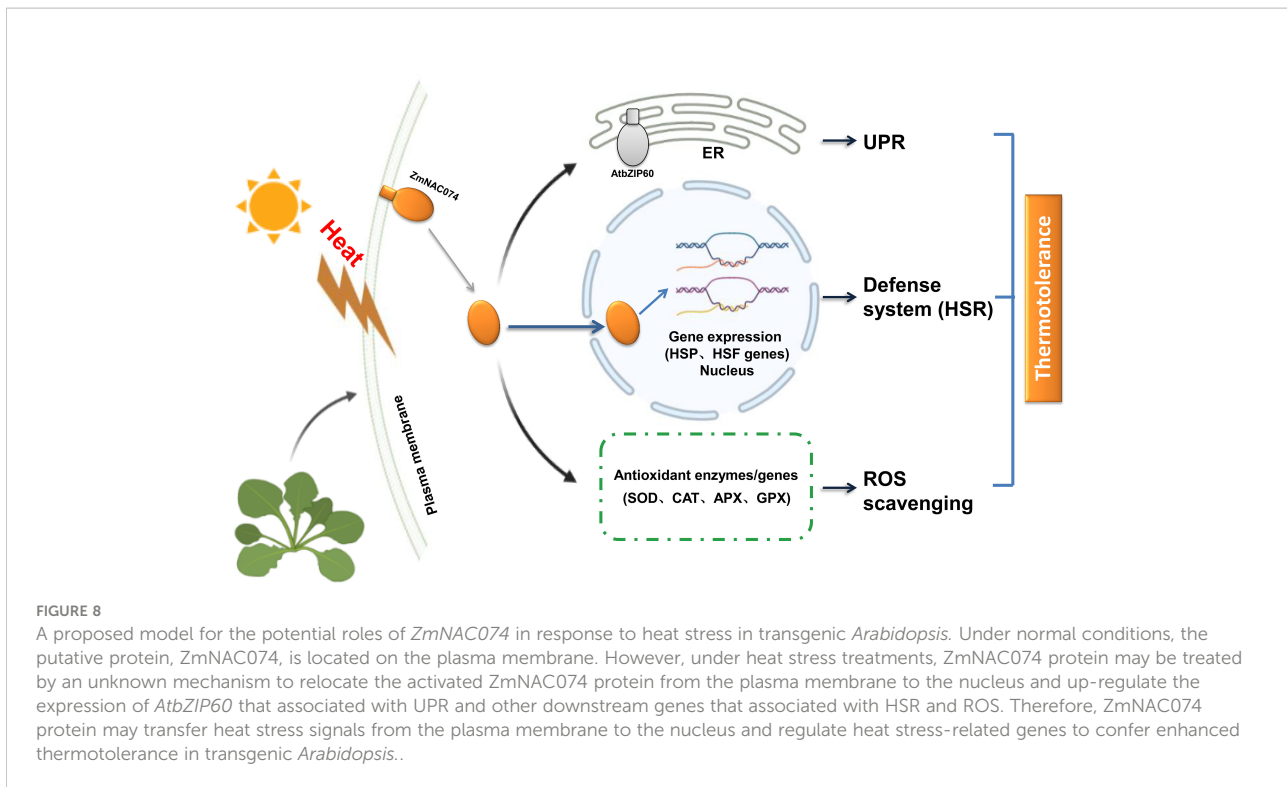 ER
AtbZIP60
UPR
ZmNAC074
Heat
Plasma membrane
Gene expression
(HSP、HSF genes)
Nucleus
Defense
system (HSR)
Antioxidant enzymes/genes
(SOD、CAT、APX、GPX)
ROS
scavenging
Thermotolerance
FIGURE 8
A proposed model for the potential roles of ZmNAC074 in response to heat stress in transgenic Arabidopsis. Under normal conditions, the
putative protein, ZmNAC074, is located on the plasma membrane. However, under heat stress treatments, ZmNAC074 protein may be treated
by an unknown mechanism to relocate the activated ZmNAC074 protein from the plasma membrane to the nucleus and up-regulate the
expression of AtbZIP60 that associated with UPR and other downstream genes that associated with HSR and ROS. Therefore, ZmNAC074
protein may transfer heat stress signals from the plasma membrane to the nucleus and regulate heat stress-related genes to confer enhanced
thermotolerance in transgenic Arabidopsis..